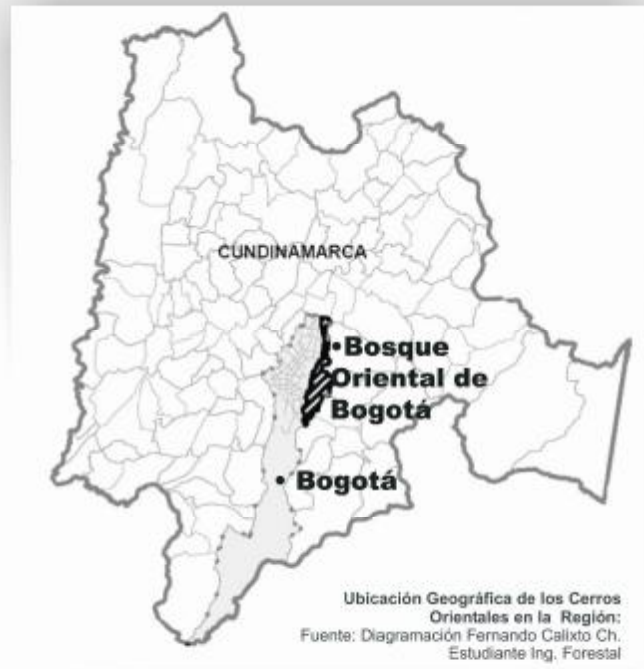 CUNDINAMARCA
•Bosque
Oriental de
Bogotá
• Bogotá
Ubicación Geográfica de los Cerros
Orientales en la Región:
Fuente: Diagramación Fernando Calixto Ch.
Estudiante Ing. Forestal